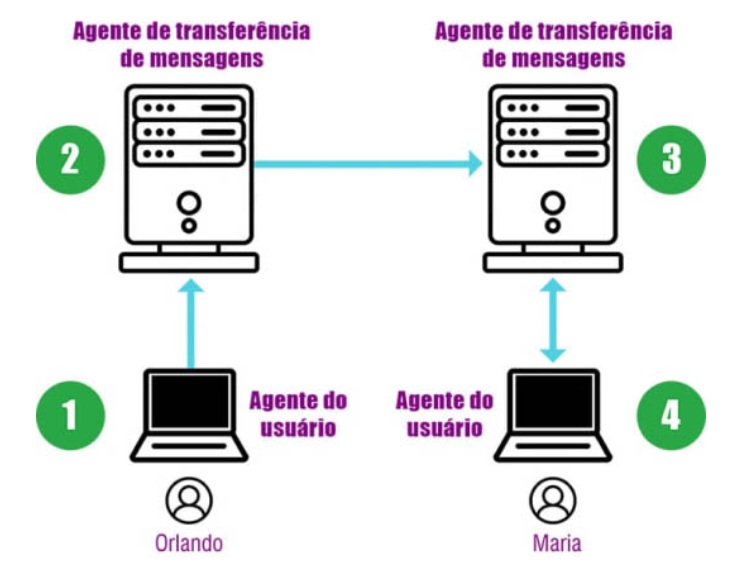 Agente de transferência
de mensagens
Agente de transferência
de mensagens
2
3
1
Agente do
usuário
Agente do
usuário
4
Orlando
Maria